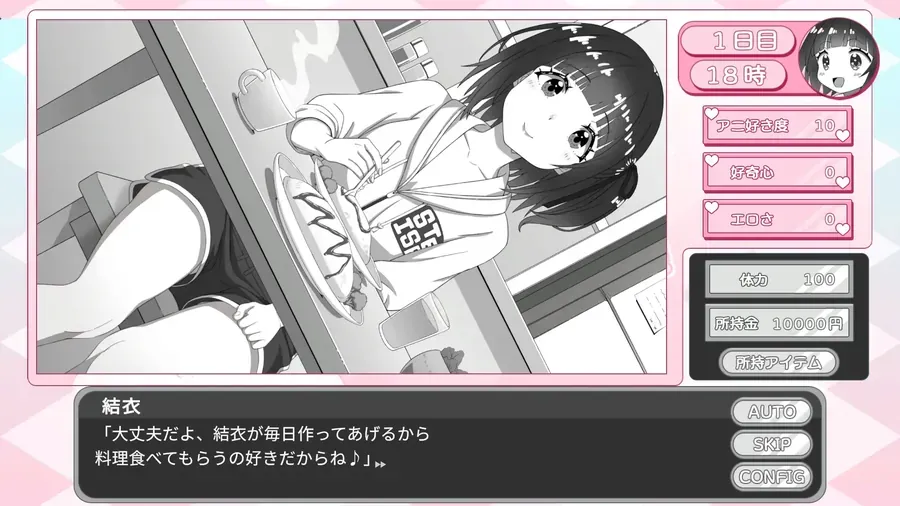 1日目
18時
アニ好き度 10
好奇心 0
エロさ 0
体力 100
所持金 10000円
所持アイテム
結衣
「大丈夫だよ、結衣が毎日作ってあげるから
料理食べてもらうの好きだからね♪」
AUTO
SKIP
CONFIG